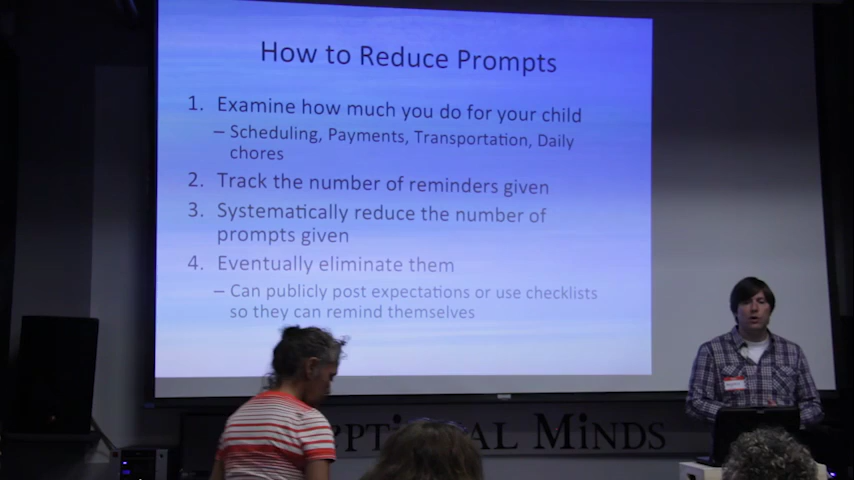 How to Reduce Prompts
1. Examine how much you do for your child
– Scheduling, Payments, Transportation, Daily
chores
2. Track the number of reminders given
3. Systematically reduce the number of
prompts given
4. Eventually eliminate them
– Can publicly post expectations or use checklists
so they can remind themselves
MINDS